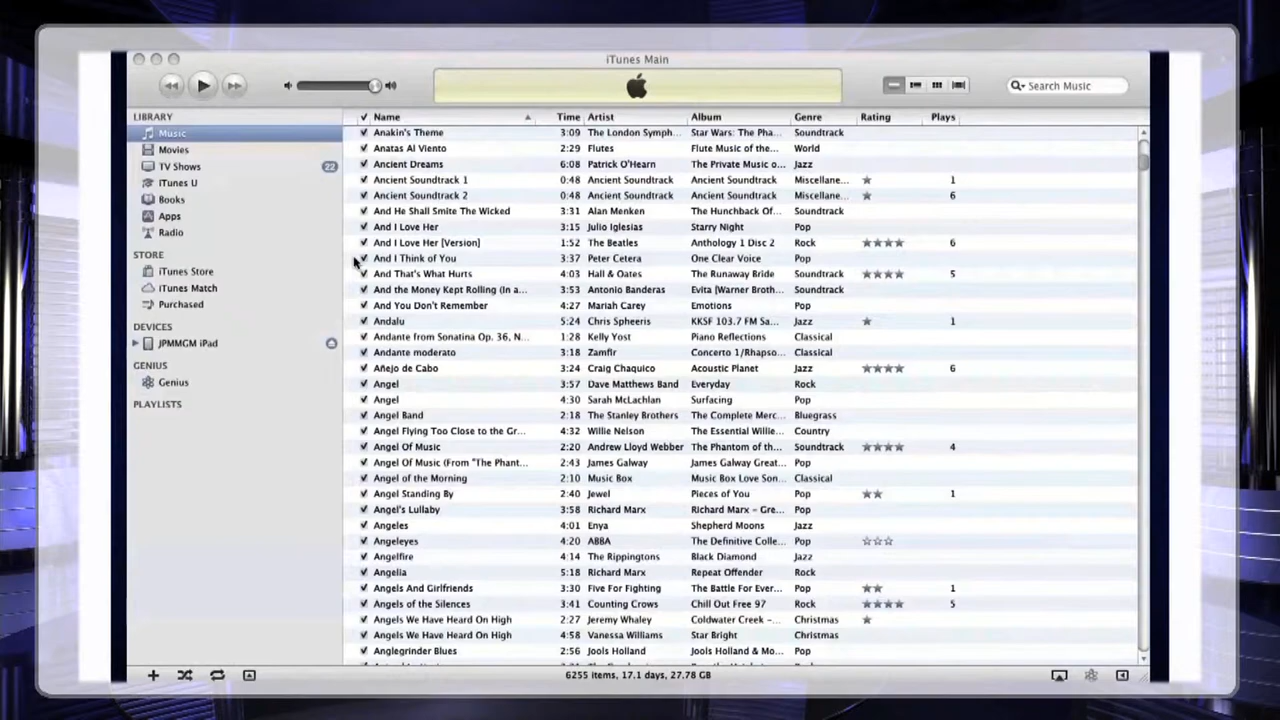 iTunes Main
Search Music
LIBRARY
Music
Movies
TV Shows 22
iTunes U
Books
Apps
Radio
STORE
iTunes Store
iTunes Match
Purchased
DEVICES
JPMMGM iPad
GENIUS
Genius
PLAYLISTS
Name Time Artist Album Genre Rating Plays
Anakin's Theme 3:09 The London Symph... Star Wars: The Pha... Soundtrack
Anatas Al Viento 2:29 Flutes Flute Music of the... World
Ancient Dreams 6:08 Patrick O'Hearn The Private Music o... Jazz
Ancient Soundtrack 1 0:48 Ancient Soundtrack Ancient Soundtrack Miscellane... ★ 1
Ancient Soundtrack 2 0:48 Ancient Soundtrack Ancient Soundtrack Miscellane... ★ 6
And He Shall Smite The Wicked 3:31 Alan Menken The Hunchback Of... Soundtrack
And I Love Her 3:15 Julio Iglesias Starry Night Pop
And I Love Her [Version] 1:52 The Beatles Anthology 1 Disc 2 Rock ★★★★ 6
And I Think of You 3:37 Peter Cetera One Clear Voice Pop
And That's What Hurts 4:03 Hall & Oates The Runaway Bride Soundtrack ★★★★ 5
And the Money Kept Rolling (In a... 3:53 Antonio Banderas Evita [Warner Broth... Soundtrack
And You Don't Remember 4:27 Mariah Carey Emotions Pop
Andalu 5:24 Chris Spheeris KKSF 103.7 FM Sa... Jazz ★ 1
Andante from Sonatina Op. 36, N... 1:28 Kelly Yost Piano Reflections Classical
Andante moderato 3:18 Zamfir Concerto 1/Rhapso... Classical
Añejo de Cabo 3:24 Craig Chaquico Acoustic Planet Jazz ★★★★ 6
Angel 3:57 Dave Matthews Band Everyday Rock
Angel 4:30 Sarah McLachlan Surfacing Pop
Angel Band 2:18 The Stanley Brothers The Complete Merc... Bluegrass
Angel Flying Too Close to the Gr... 4:32 Willie Nelson The Essential Willie... Country
Angel Of Music 2:20 Andrew Lloyd Webber The Phantom of th... Soundtrack ★★★★ 4
Angel Of Music (From "The Phant... 2:43 James Galway James Galway Great... Pop
Angel of the Morning 2:10 Music Box Music Box Love Son... Classical
Angel Standing By 2:40 Jewel Pieces of You Pop ★★ 1
Angel's Lullaby 3:58 Richard Marx Richard Marx - Gre... Pop
Angeles 4:01 Enya Shepherd Moons Jazz
Angeleyes 4:20 ABBA The Definitive Colle... Pop ☆☆☆
Angelfire 4:14 The Rippingtons Black Diamond Jazz
Angelia 5:18 Richard Marx Repeat Offender Rock
Angels And Girlfriends 3:30 Five For Fighting The Battle For Ever... Pop ★★ 1
Angels of the Silences 3:41 Counting Crows Chill Out Free 97 Rock ★★★★ 5
Angels We Have Heard On High 2:27 Jeremy Whaley Coldwater Creek -... Christmas ★
Angels We Have Heard On High 4:58 Vanessa Williams Star Bright Christmas
Anglegrinder Blues 2:56 Jools Holland Jools Holland & Mo... Pop
6255 items, 17.1 days, 27.78 GB